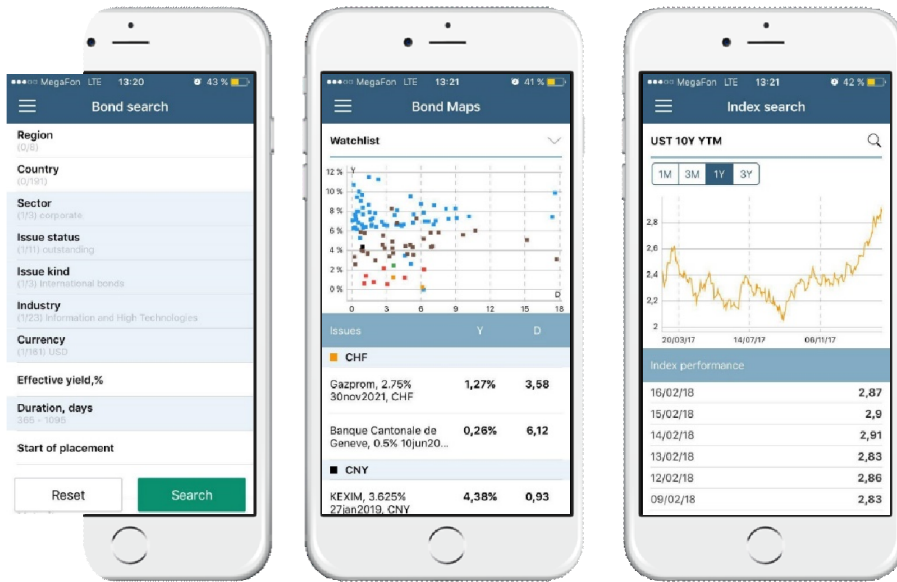 MegaFon LTE 13:20 43 %
Bond search
Region
(0/8)
Country
(0/191)
Sector
(1/3) corporate
Issue status
(1/11) outstanding
Issue kind
(1/3) International bonds
Industry
(1/23) Information and High Technologies
Currency
(1/161) USD
Effective yield,%
Duration, days
365 - 1095
Start of placement
Reset
Search
MegaFon LTE 13:21 41 %
Bond Maps
Watchlist
Y
12 %
10 %
8 %
6 %
4 %
2 %
0 %
D
0 3 6 9 12 15 18
Issues Y D
CHF
Gazprom, 2.75% 1,27% 3,58
30nov2021, CHF
Banque Cantonale de 0,26% 6,12
Geneve, 0.5% 10jun20...
CNY
KEXIM, 3.625% 4,38% 0,93
27jan2019, CNY
MegaFon LTE 13:21 42 %
Index search
UST 10Y YTM
1M 3M 1Y 3Y
2,8
2,6
2,4
2,2
2
20/03/17 14/07/17 06/11/17
Index performance
16/02/18 2,87
15/02/18 2,9
14/02/18 2,91
13/02/18 2,83
12/02/18 2,86
09/02/18 2,83